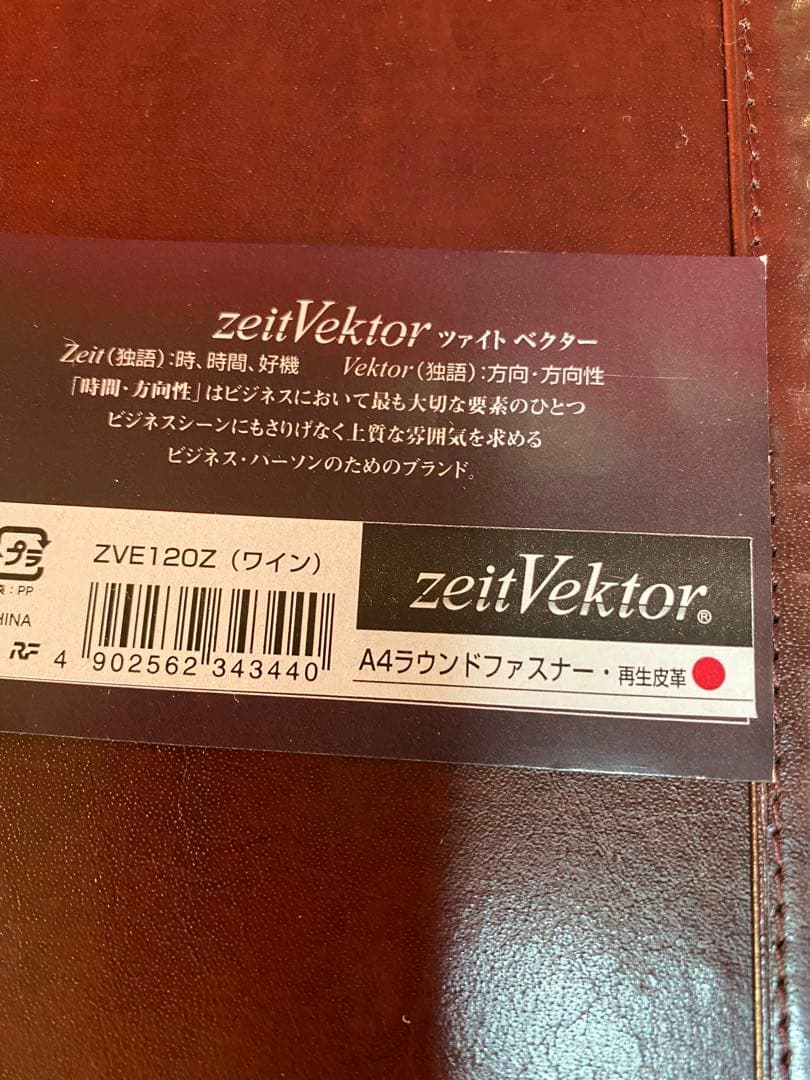 zeitVektor ツァイト ベクター
Zeit(独語):時、時間、好機 Vektor(独語):方向・方向性
「時間・方向性」はビジネスにおいて最も大切な要素のひとつ
ビジネスシーンにもさりげなく上質な雰囲気を求める
ビジネス・パーソンのためのブランド。
プラ
:PP
HINA
RF
ZVE120Z(ワイン)
4 902562 343440
zeitVektor®
A4ラウンドファスナー・再生皮革